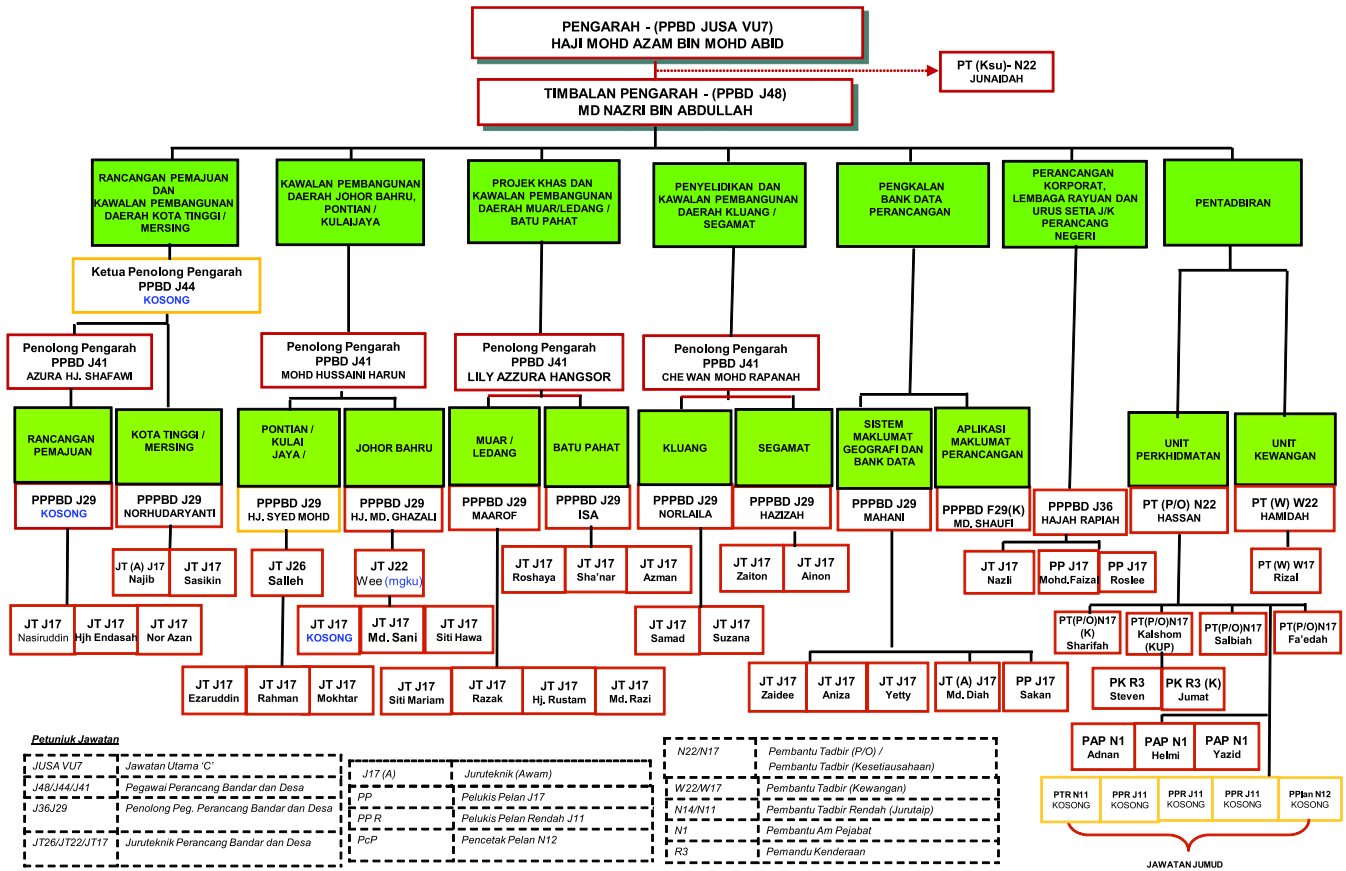 PENGARAH - (PPBD JUSA VU7)
HAJI MOHD AZAM BIN MOHD ABID
PT (Ksu)- N22
JUNAIDAH
TIMBALAN PENGARAH - (PPBD J48)
MD NAZRI BIN ABDULLAH
RANCANGAN PEMAJUAN
DAN
KAWALAN PEMBANGUNAN
DAERAH KOTA TINGGI /
MERSING
KAWALAN PEMBANGUNAN
DAERAH JOHOR BAHRU,
PONTIAN /
KULAIJAYA
PROJEK KHAS DAN
KAWALAN PEMBANGUNAN
DAERAH MUAR/LEDANG /
BATU PAHAT
PENYELIDIKAN DAN
KAWALAN PEMBANGUNAN
DAERAH KLUANG /
SEGAMAT
PENGKALAN
BANK DATA
PERANCANGAN
PERANCANGAN
KORPORAT,
LEMBAGA RAYUAN DAN
URUS SETIA J/K
PERANCANG
NEGERI
PENTADBIRAN
Ketua Penolong Pengarah
PPBD J44
KOSONG
Penolong Pengarah
PPBD J41
AZURA HJ. SHAFAWI
Penolong Pengarah
PPBD J41
MOHD HUSSAINI HARUN
Penolong Pengarah
PPBD J41
LILY AZZURA HANGSOR
Penolong Pengarah
PPBD J41
CHE WAN MOHD RAPANAH
RANCANGAN
PEMAJUAN
KOTA TINGGI /
MERSING
PONTIAN /
KULAI
JAYA /
JOHOR BAHRU
MUAR /
LEDANG
BATU PAHAT
KLUANG
SEGAMAT
SISTEM
MAKLUMAT
GEOGRAFI DAN
BANK DATA
APLIKASI
MAKLUMAT
PERANCANGAN
UNIT
PERKHIDMATAN
UNIT
KEWANGAN
PPPBD J29
KOSONG
PPPBD J29
NORHUDARYANTI
PPPBD J29
HJ. SYED MOHD
PPPBD J29
HJ. MD. GHAZALI
PPPBD J29
MAAROF
PPPBD J29
ISA
PPPBD J29
NORLAILA
PPPBD J29
HAZIZAH
PPPBD J29
MAHANI
PPPBD F29(K)
MD. SHAUFI
PPPBD J36
HAJAH RAPIAH
PT (P/O) N22
HASSAN
PT (W) W22
HAMIDAH
JT (A) J17
Najib
JT J17
Sasikin
JT J26
Salleh
JT J22
Wee (mgku)
JT J17
Roshaya
JT J17
Sha'nar
JT J17
Azman
JT J17
Zaiton
JT J17
Ainon
JT J17
Nazli
PP J17
Mohd.Faizal
PP J17
Roslee
PT (W) W17
Rizal
JT J17
Nasiruddin
JT J17
Hjh Endasah
JT J17
Nor Azan
JT J17
KOSONG
JT J17
Md. Sani
JT J17
Siti Hawa
JT J17
Samad
JT J17
Suzana
PT(P/O)N17
(K)
Sharifah
PT(P/O)N17
Kalshom
(KUP)
PT(P/O)N17
Salbiah
PT(P/O)N17
Fa'edah
JT J17
Ezaruddin
JT J17
Rahman
JT J17
Mokhtar
JT J17
Siti Mariam
JT J17
Razak
JT J17
Hj. Rustam
JT J17
Md. Razi
JT J17
Zaidee
JT J17
Aniza
JT J17
Yetty
JT (A) J17
Md. Diah
PP J17
Sakan
PK R3
Steven
PK R3 (K)
Jumat
PAP N1
Adnan
PAP N1
Helmi
PAP N1
Yazid
PTR N11
KOSONG
PPR J11
KOSONG
PPR J11
KOSONG
PPR J11
KOSONG
PPlan N12
KOSONG
JAWATAN JUMUD
Petunjuk Jawatan
JUSA VU7 Jawatan Utama 'C'
J48/J44/J41 Pegawai Perancang Bandar dan Desa
J36J29 Penolong Peg. Perancang Bandar dan Desa
JT26/JT22/JT17 Juruteknik Perancang Bandar dan Desa
J17 (A) Juruteknik (Awam)
PP Pelukis Pelan J17
PP R Pelukis Pelan Rendah J11
PcP Pencetak Pelan N12
N22/N17 Pembantu Tadbir (P/O) /
Pembantu Tadbir (Kesetiausahaan)
W22/W17 Pembantu Tadbir (Kewangan)
N14/N11 Pembantu Tadbir Rendah (Jurutaip)
N1 Pembantu Am Pejabat
R3 Pemandu Kenderaan